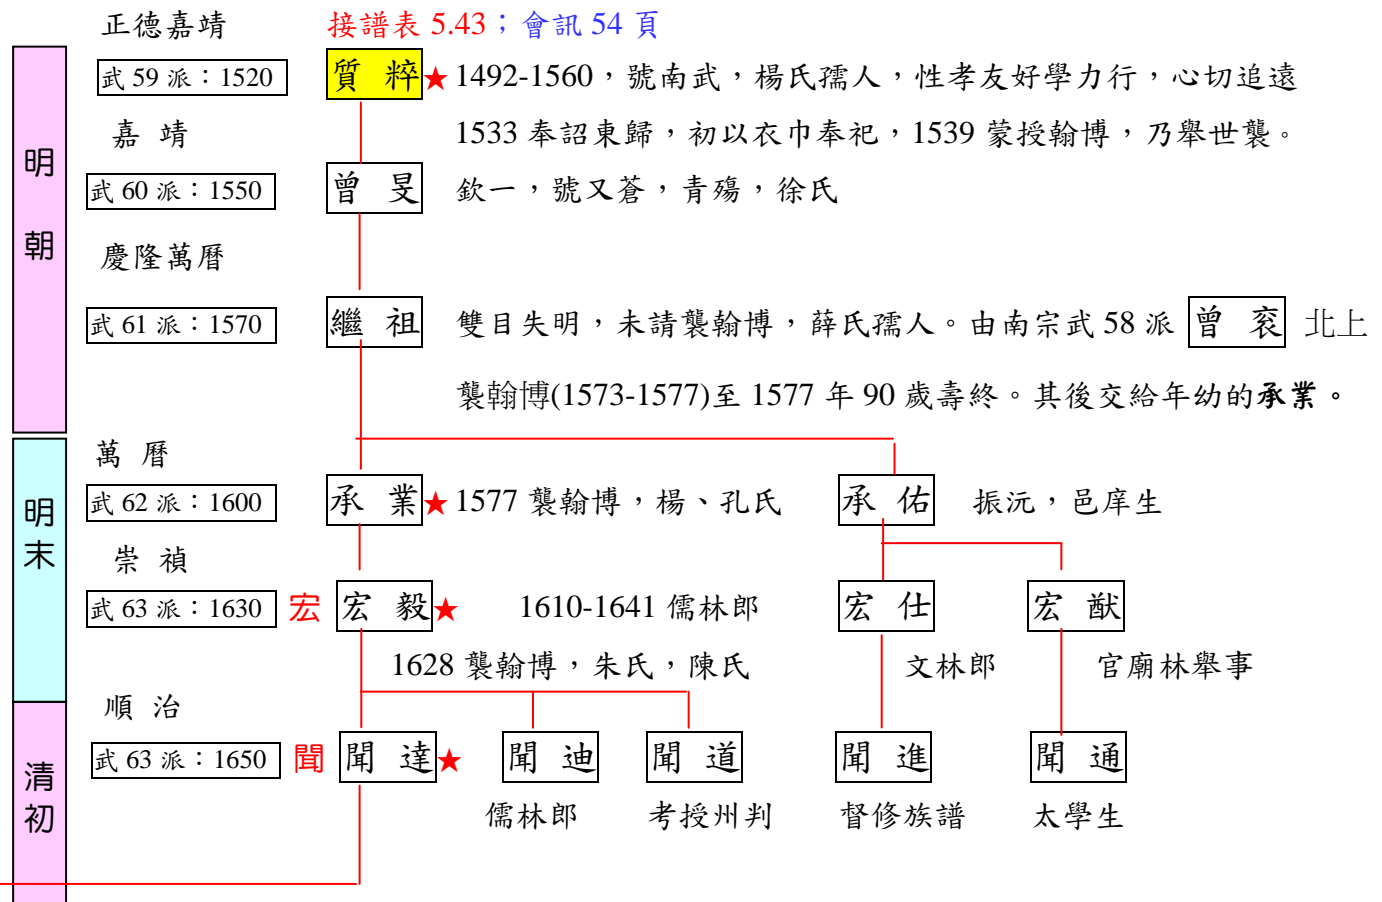 正德嘉靖 接譜表 5.43；會訊 54 頁
明朝
武 59 派：1520 質 粹★ 1492-1560，號南武，楊氏孺人，性孝友好學力行，心切追遠
嘉 靖 1533 奉詔東歸，初以衣巾奉祀，1539 蒙授翰博，乃舉世襲。
武 60 派：1550 曾 旻 欽一，號又蒼，青殤，徐氏
慶隆萬曆
武 61 派：1570 繼 祖 雙目失明，未請襲翰博，薛氏孺人。由南宗武 58 派 曾 袞 北上
襲翰博(1573-1577)至 1577 年 90 歲壽終。其後交給年幼的承業。
明末
萬 曆
武 62 派：1600 承 業★ 1577 襲翰博，楊、孔氏 承 佑 振沅，邑庠生
崇 禎
武 63 派：1630 宏 宏 毅★ 1610-1641 儒林郎 宏 仕 宏 猷
1628 襲翰博，朱氏，陳氏 文林郎 官廟林舉事
清初
順 治
武 63 派：1650 聞 聞 達★ 聞 迪 聞 道 聞 進 聞 通
儒林郎 考授州判 督修族譜 太學生